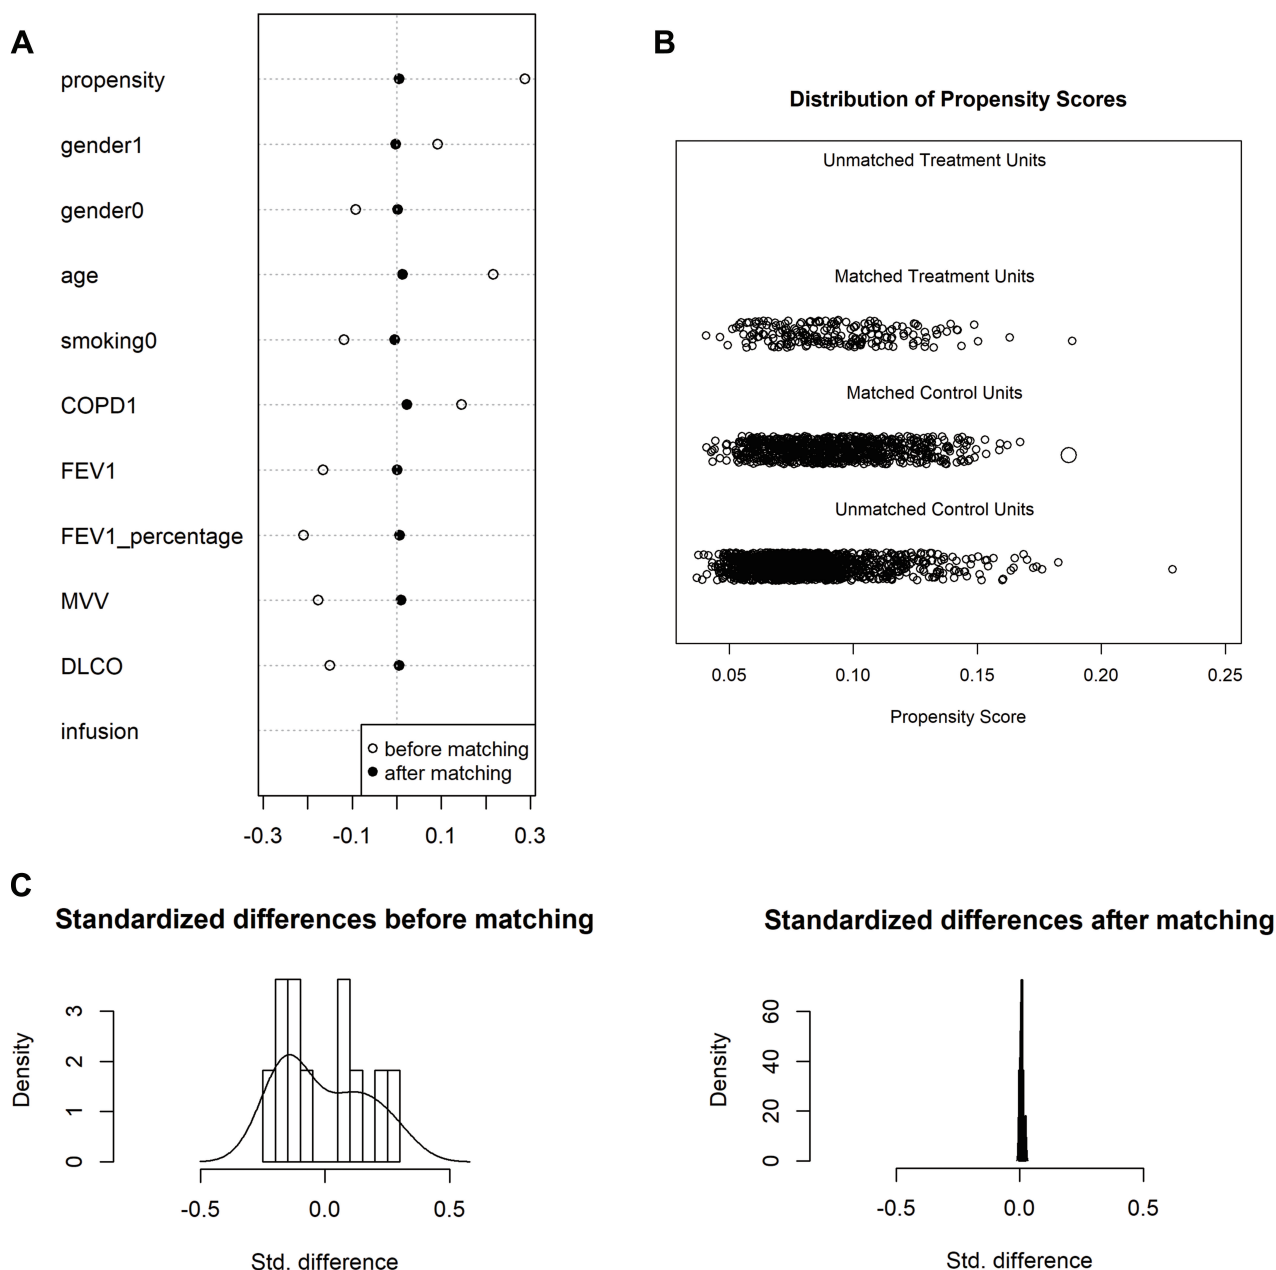 A
propensity
gender1
gender0
age
smoking0
COPD1
FEV1
FEV1_percentage
MVV
DLCO
infusion
before matching
after matching
-0.3 -0.1 0.1 0.3
B
Distribution of Propensity Scores
Unmatched Treatment Units
Matched Treatment Units
Matched Control Units
Unmatched Control Units
0.05 0.10 0.15 0.20 0.25
Propensity Score
C
Standardized differences before matching
Density
3
2
1
0
-0.5 0.0 0.5
Std. difference
Standardized differences after matching
Density
60
40
20
0
-0.5 0.0 0.5
Std. difference